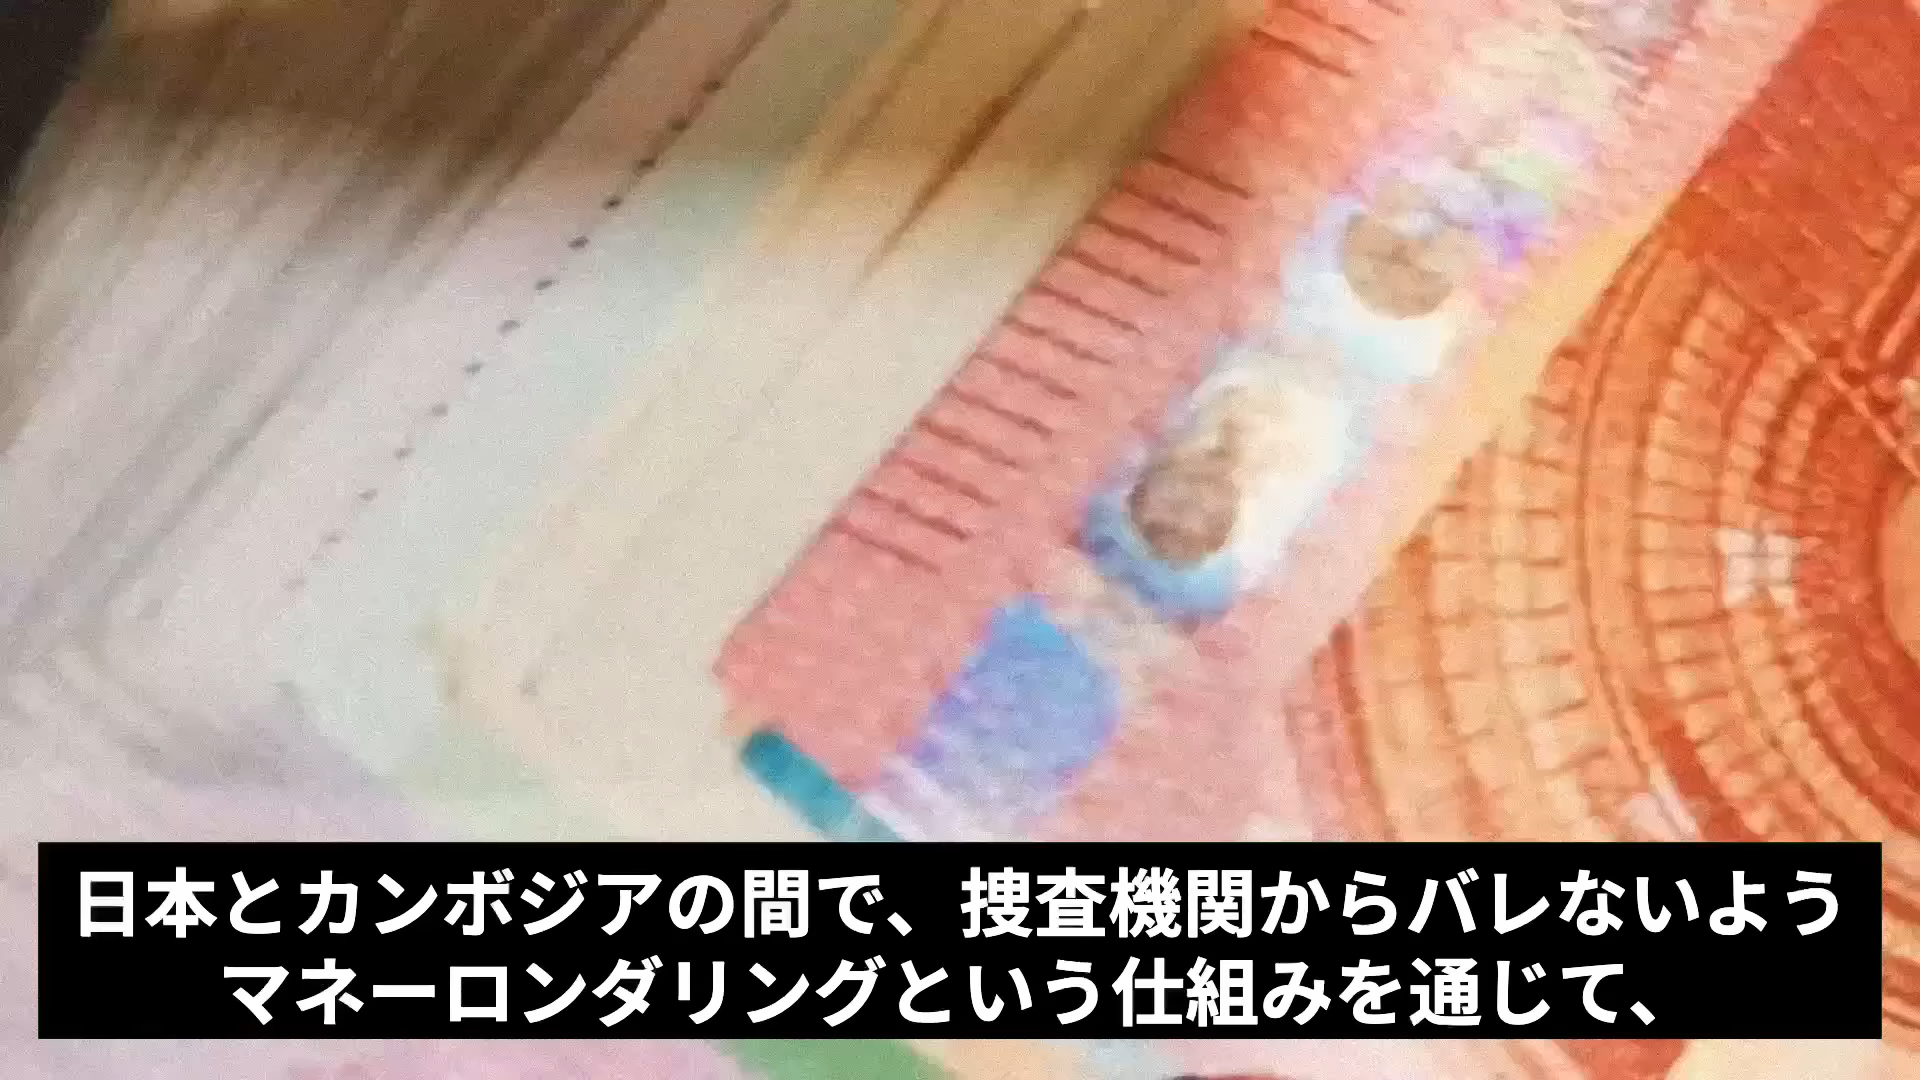 日本とカンボジアの間で、捜査機関からバレないよう
マネーロンダリングという仕組みを通じて、